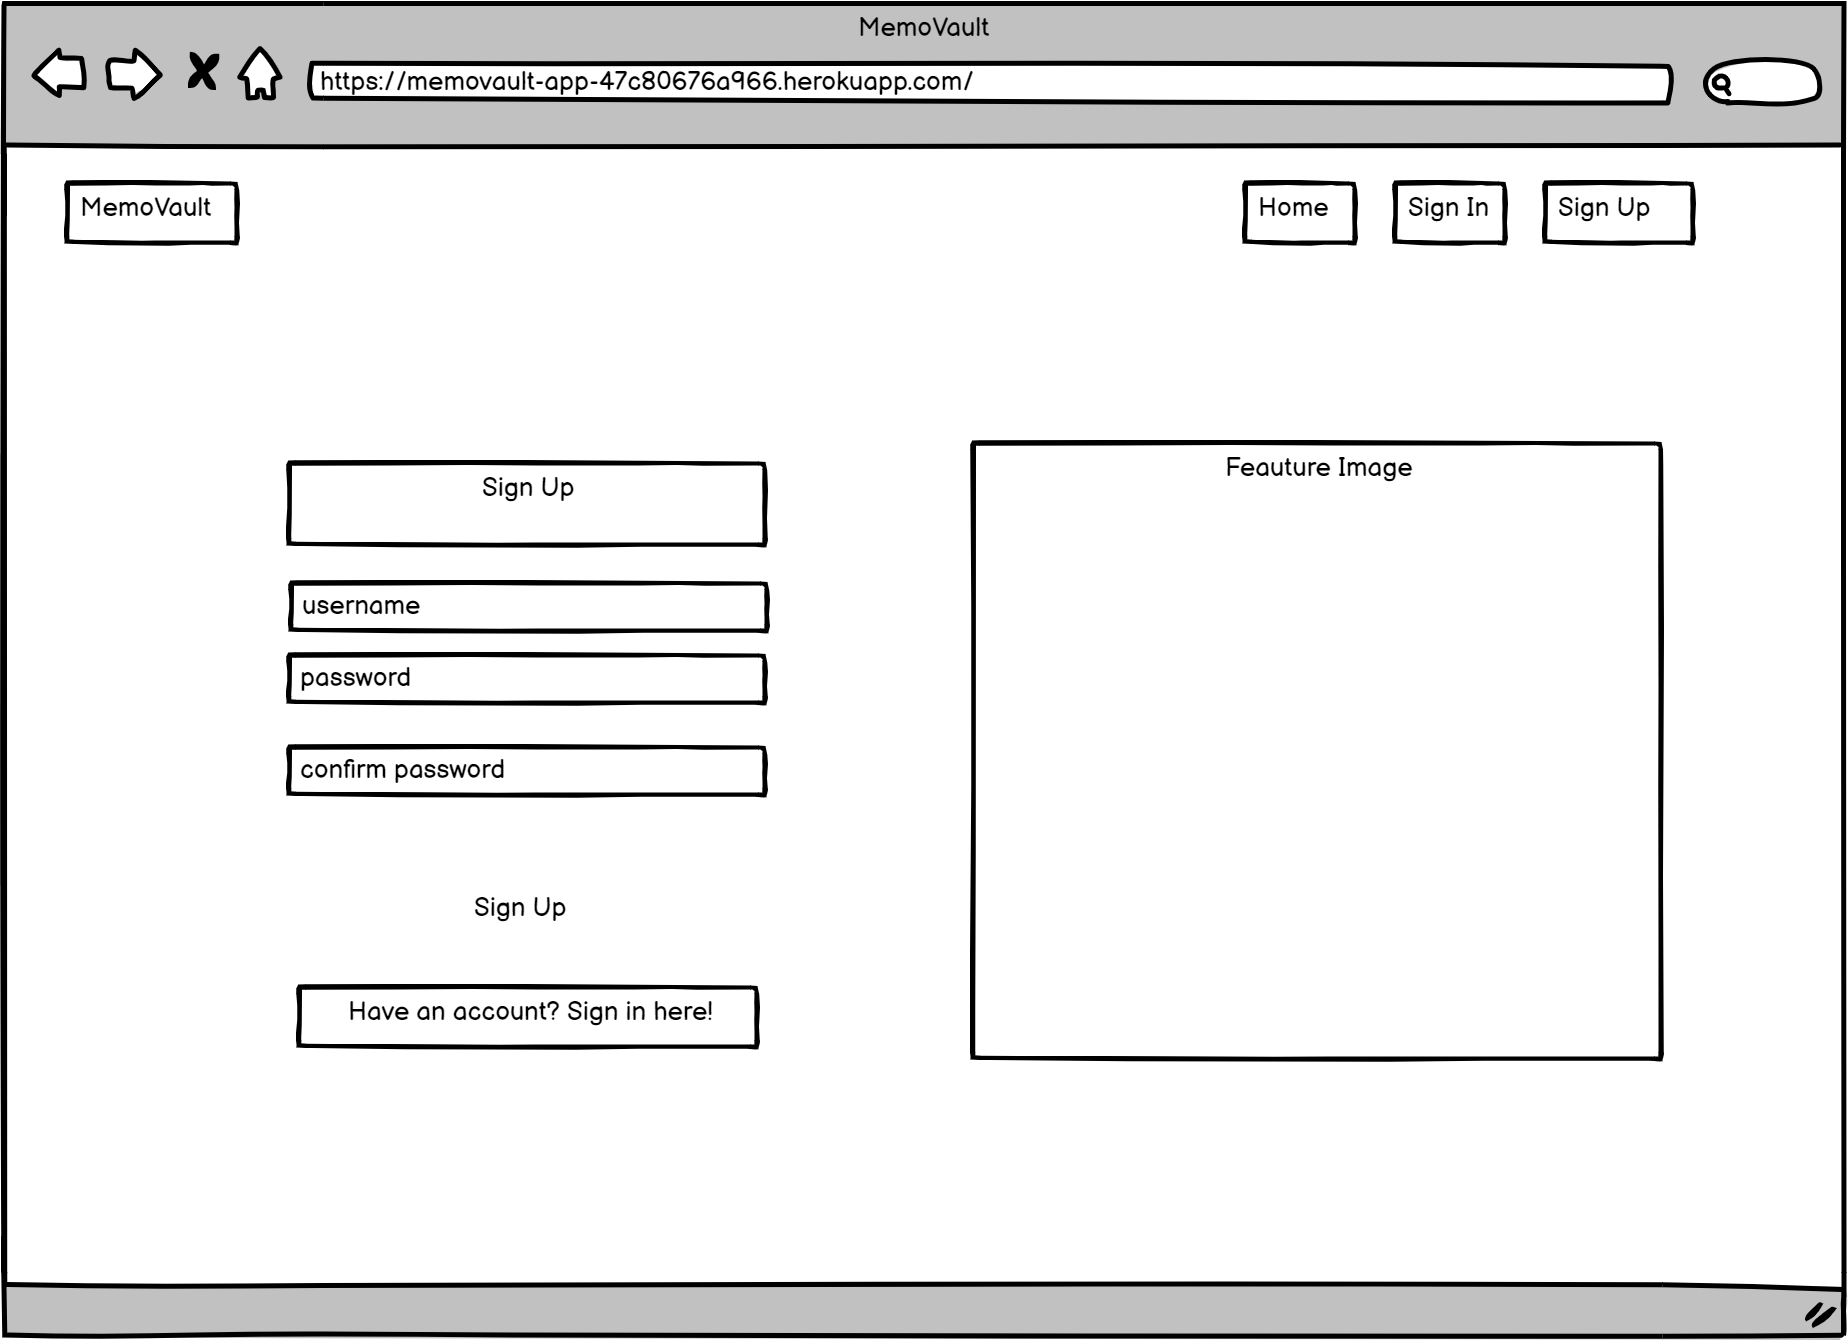 MemoVault
https://memovault-app-47c80676a966.herokuapp.com/
MemoVault
Home
Sign In
Sign Up
Sign Up
username
password
confirm password
Sign Up
Have an account? Sign in here!
Feauture Image